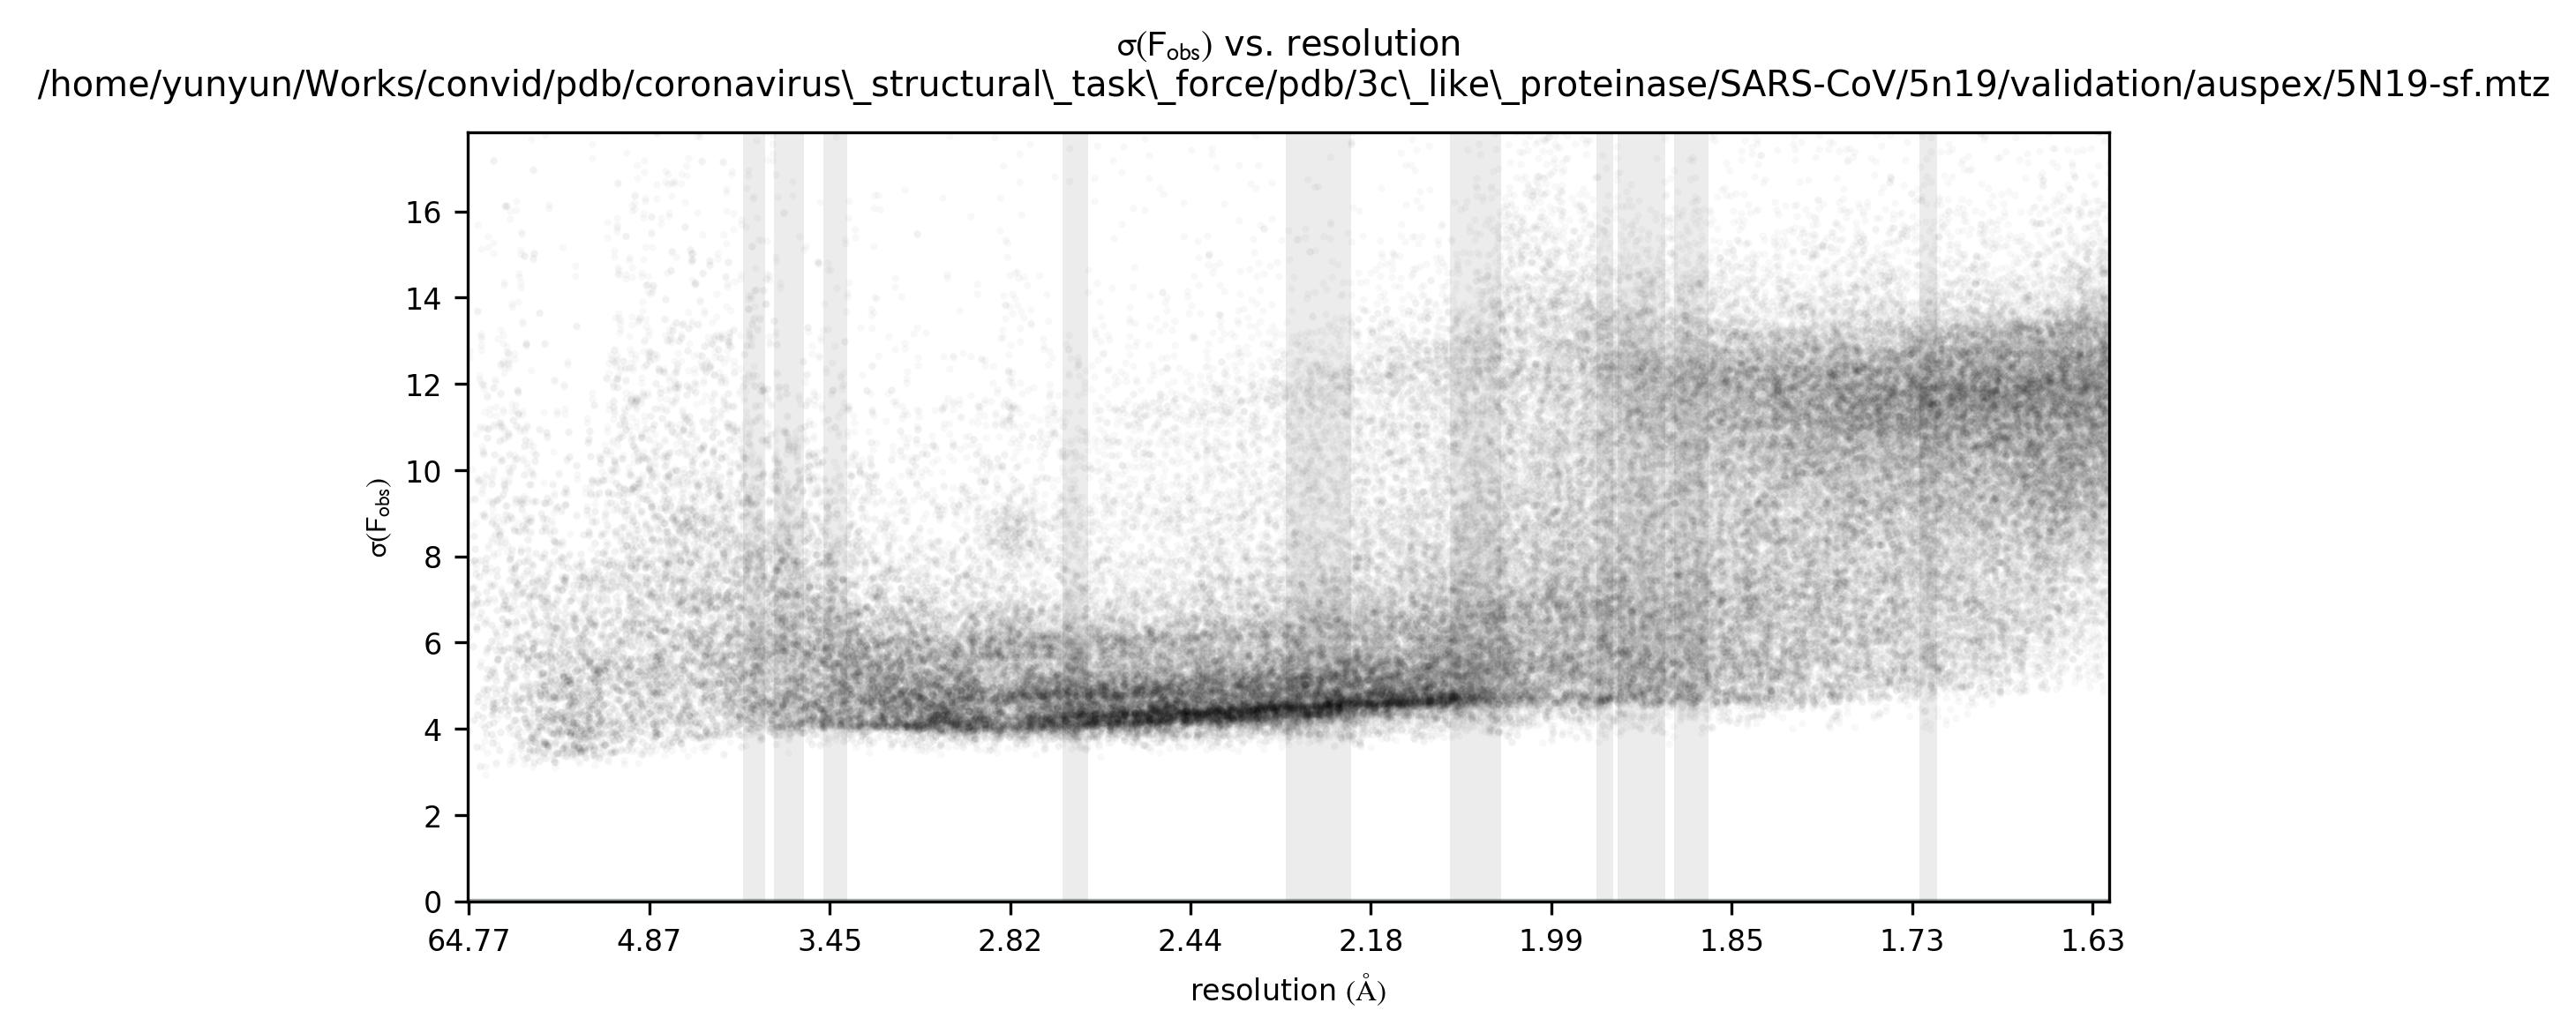 σ(Fobs) vs. resolution
/home/yunyun/Works/convid/pdb/coronavirus\_structural\_task\_force/pdb/3c\_like\_proteinase/SARS-CoV/5n19/validation/auspex/5N19-sf.mtz
16
14
12
10
8
6
4
2
0
σ(Fobs)
64.77 4.87 3.45 2.82 2.44 2.18 1.99 1.85 1.73 1.63
resolution (Å)